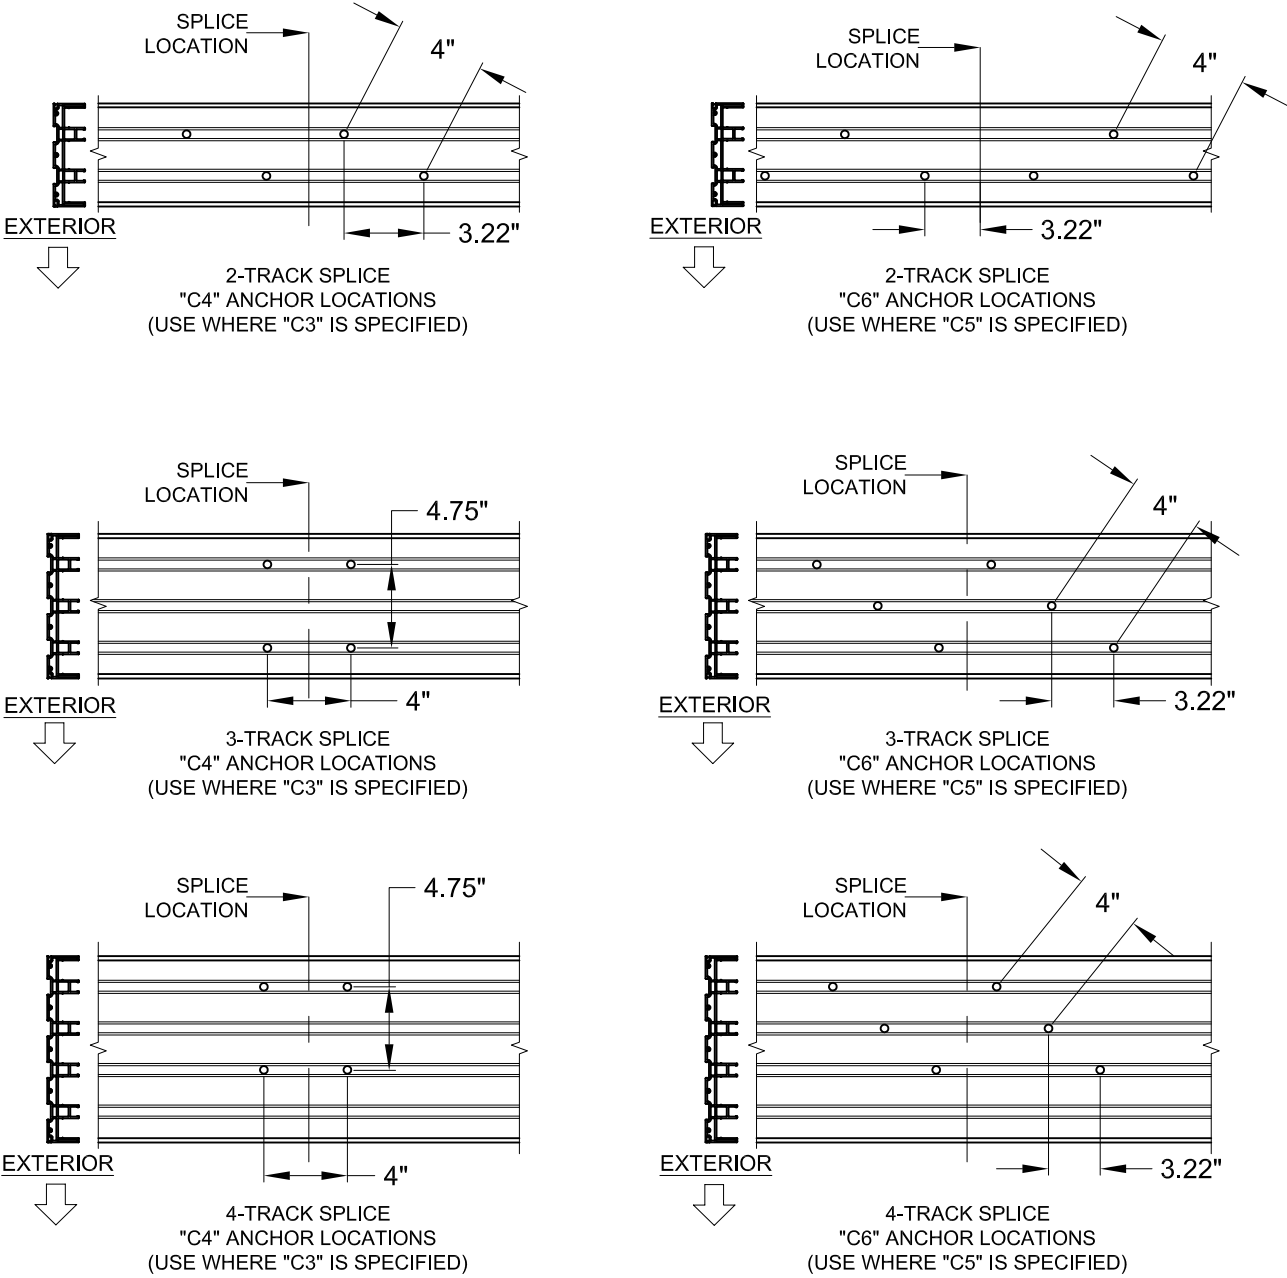 SPLICE
LOCATION
4"
EXTERIOR
3.22"
2-TRACK SPLICE
"C4" ANCHOR LOCATIONS
(USE WHERE "C3" IS SPECIFIED)
SPLICE
LOCATION
4"
EXTERIOR
3.22"
2-TRACK SPLICE
"C6" ANCHOR LOCATIONS
(USE WHERE "C5" IS SPECIFIED)
SPLICE
LOCATION
4.75"
EXTERIOR
4"
3-TRACK SPLICE
"C4" ANCHOR LOCATIONS
(USE WHERE "C3" IS SPECIFIED)
SPLICE
LOCATION
4"
EXTERIOR
3.22"
3-TRACK SPLICE
"C6" ANCHOR LOCATIONS
(USE WHERE "C5" IS SPECIFIED)
SPLICE
LOCATION
4.75"
EXTERIOR
4"
4-TRACK SPLICE
"C4" ANCHOR LOCATIONS
(USE WHERE "C3" IS SPECIFIED)
SPLICE
LOCATION
4"
EXTERIOR
3.22"
4-TRACK SPLICE
"C6" ANCHOR LOCATIONS
(USE WHERE "C5" IS SPECIFIED)